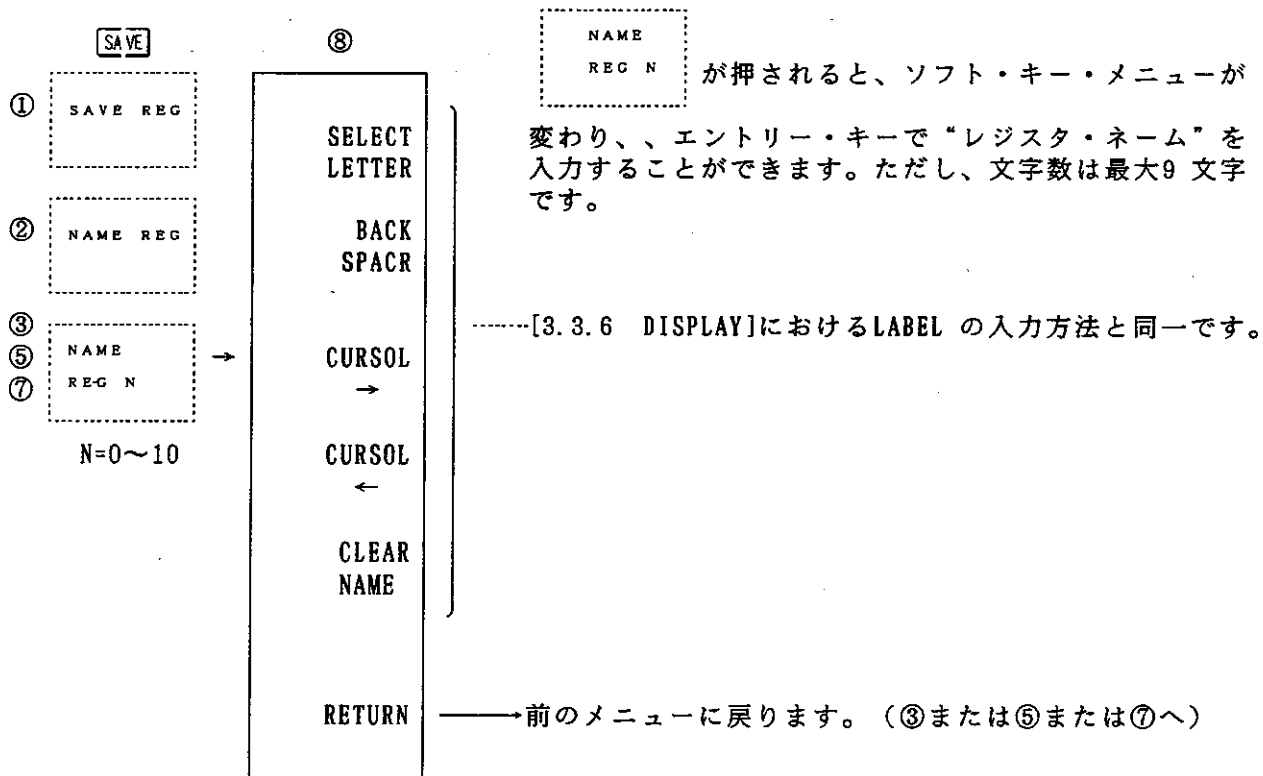 SAVE
① SAVE REG
② NAME REG
③
⑤ NAME
⑦ REG N
→
N=0～10
⑧
SELECT
LETTER
BACK
SPACR
CURSOL
→
CURSOL
←
CLEAR
NAME
RETURN
NAME
REG N が押されると、ソフト・キー・メニューが
変わり、、エントリー・キーで“レジスタ・ネーム”を
入力することができます。ただし、文字数は最大9 文字
です。
[3.3.6 DISPLAY]におけるLABEL の入力方法と同一です。
→前のメニューに戻ります。（③または⑤または⑦へ）